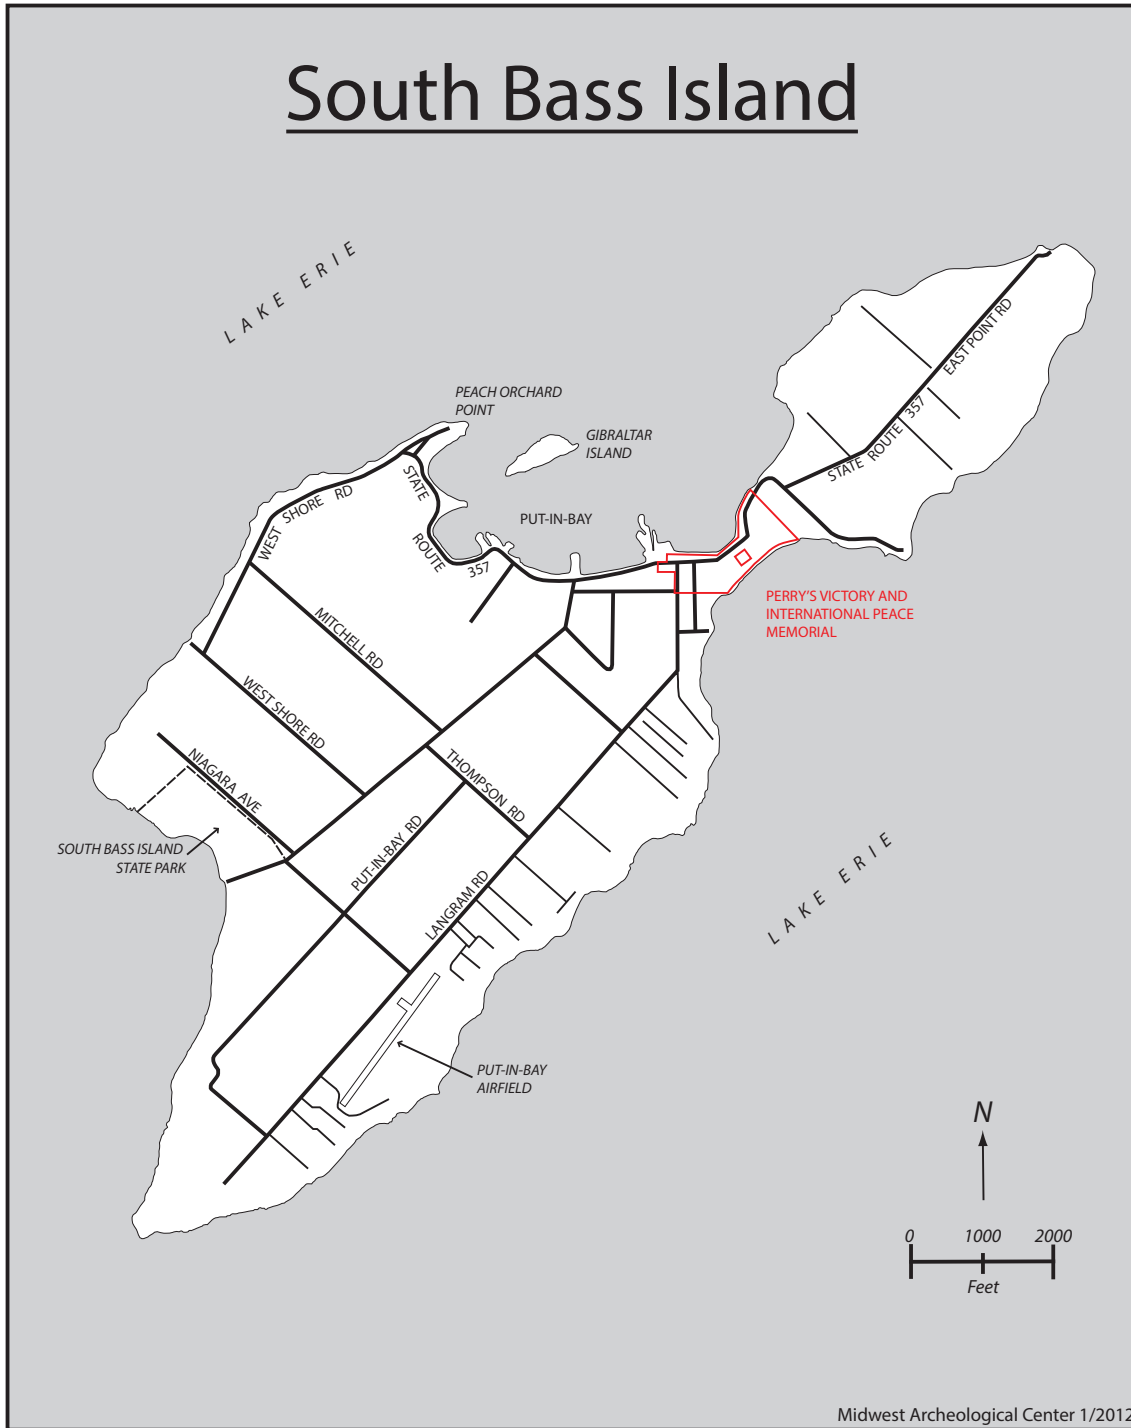 South Bass Island
LAKE ERIE
PEACH ORCHARD
POINT
GIBRALTAR
ISLAND
EAST POINT RD
STATE ROUTE 357
WEST SHORE RD
STATE
ROUTE
357
PUT-IN-BAY
PERRY'S VICTORY AND
INTERNATIONAL PEACE
MEMORIAL
MITCHELL RD
WEST SHORE RD
NIAGARA AVE
THOMPSON RD
PUT-IN-BAY RD
SOUTH BASS ISLAND
STATE PARK
LANGRAM RD
LAKE ERIE
PUT-IN-BAY
AIRFIELD
N
0 1000 2000
Feet
Midwest Archeological Center 1/2012